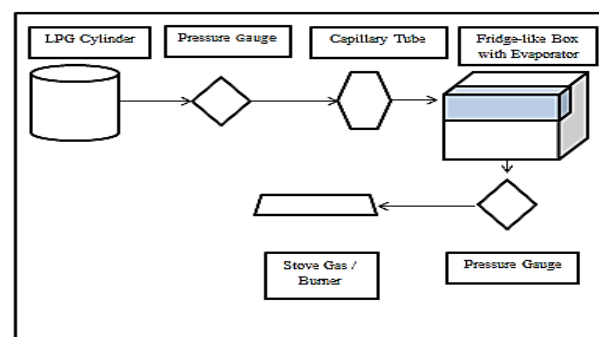 LPG Cylinder
Pressure Gauge
Capillary Tube
Fridge-like Box
with Evaporator
Stove Gas /
Burner
Pressure Gauge